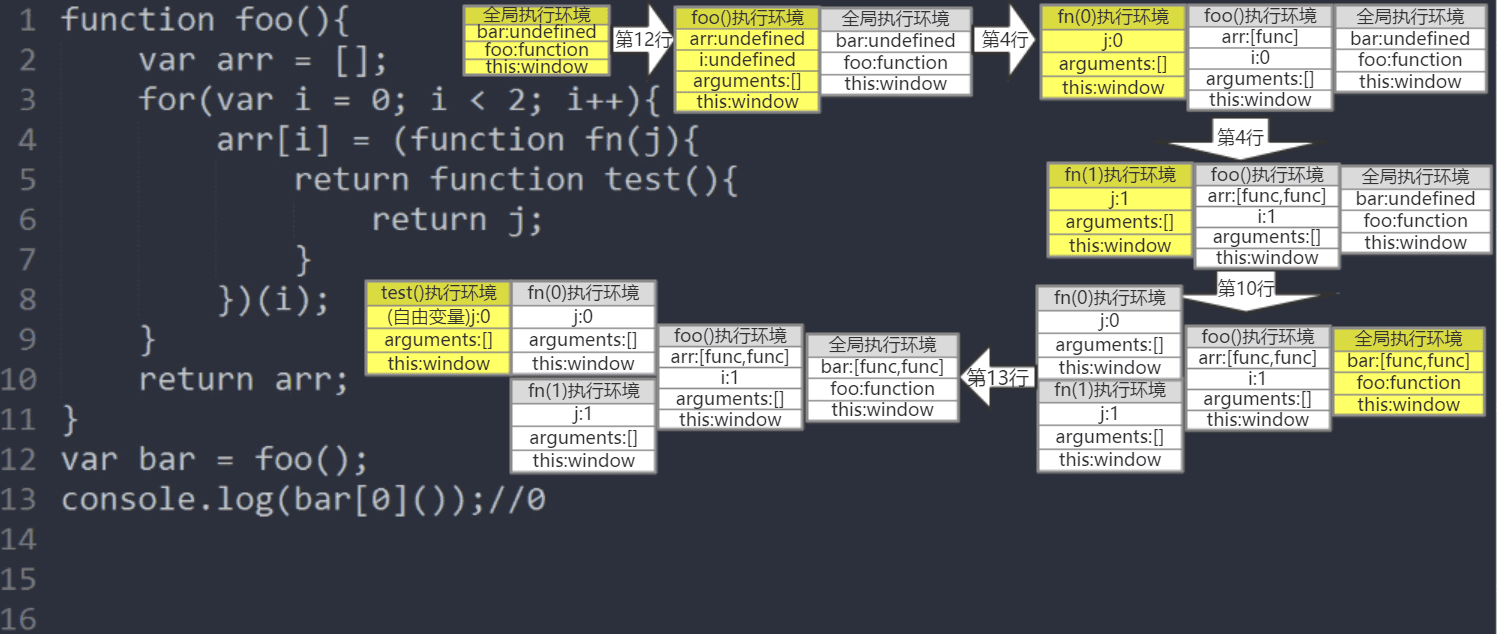 1 function foo(){
2 var arr = [];
3 for(var i = 0; i < 2; i++){
4 arr[i] = (function fn(j){
5 return function test(){
6 return j;
7 }
8 })(i);
9 }
10 return arr;
11 }
12 var bar = foo();
13 console.log(bar[0]());//0
14
15
16
全局执行环境
bar:undefined
foo:function
this:window
第12行
foo()执行环境
arr:undefined
i:undefined
arguments:[]
this:window
全局执行环境
bar:undefined
foo:function
this:window
第4行
fn(0)执行环境
j:0
arguments:[]
this:window
foo()执行环境
arr:[func]
i:0
arguments:[]
this:window
全局执行环境
bar:undefined
foo:function
this:window
第4行
fn(1)执行环境
j:1
arguments:[]
this:window
foo()执行环境
arr:[func,func]
i:1
arguments:[]
this:window
全局执行环境
bar:undefined
foo:function
this:window
第10行
fn(0)执行环境
j:0
arguments:[]
this:window
fn(1)执行环境
j:1
arguments:[]
this:window
foo()执行环境
arr:[func,func]
i:1
arguments:[]
this:window
全局执行环境
bar:[func,func]
foo:function
this:window
第13行
test()执行环境
(自由变量)j:0
arguments:[]
this:window
fn(0)执行环境
j:0
arguments:[]
this:window
fn(1)执行环境
j:1
arguments:[]
this:window
foo()执行环境
arr:[func,func]
i:1
arguments:[]
this:window
全局执行环境
bar:[func,func]
foo:function
this:window